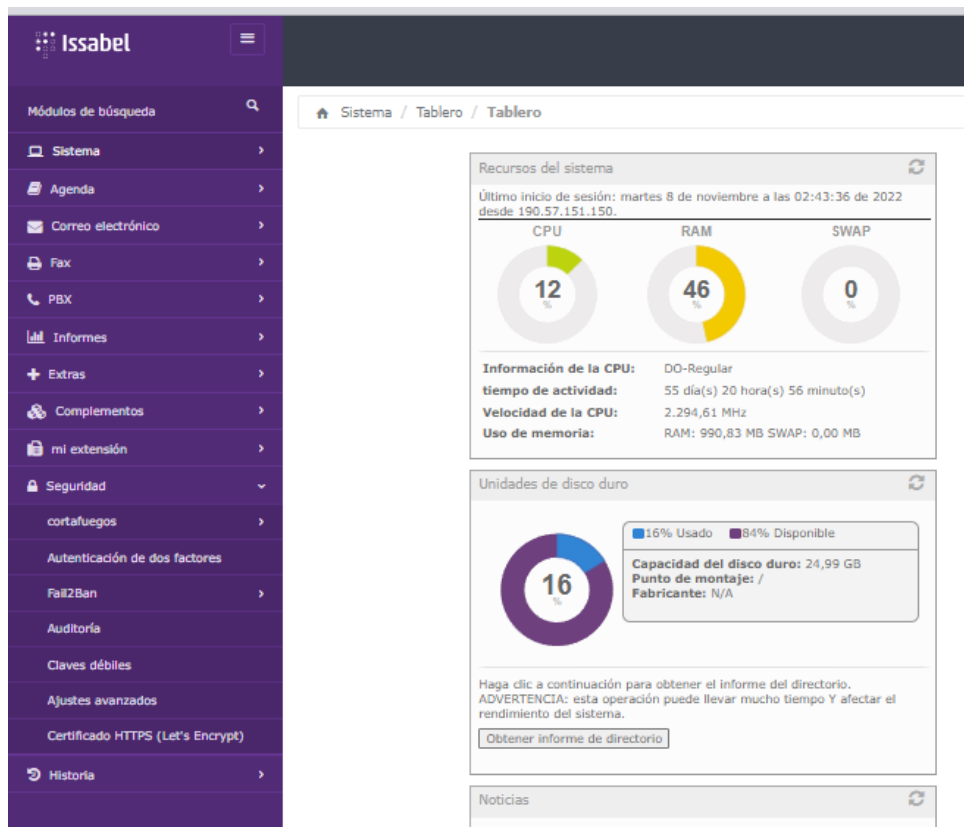 Issabel
Módulos de búsqueda
Sistema
Agenda
Correo electrónico
Fax
PBX
Informes
Extras
Complementos
mi extensión
Seguridad
cortafuegos
Autenticación de dos factores
Fail2Ban
Auditoría
Claves débiles
Ajustes avanzados
Certificado HTTPS (Let's Encrypt)
Historia
Sistema / Tablero / Tablero
Recursos del sistema
Último inicio de sesión: martes 8 de noviembre a las 02:43:36 de 2022
desde 190.57.151.150.
CPU RAM SWAP
12 % 46 % 0 %
Información de la CPU: DO-Regular
tiempo de actividad: 55 día(s) 20 hora(s) 56 minuto(s)
Velocidad de la CPU: 2.294,61 MHz
Uso de memoria: RAM: 990,83 MB SWAP: 0,00 MB
Unidades de disco duro
16 %
16% Usado 84% Disponible
Capacidad del disco duro: 24,99 GB
Punto de montaje: /
Fabricante: N/A
Haga clic a continuación para obtener el informe del directorio.
ADVERTENCIA: esta operación puede llevar mucho tiempo Y afectar el
rendimiento del sistema.
Obtener informe de directorio
Noticias